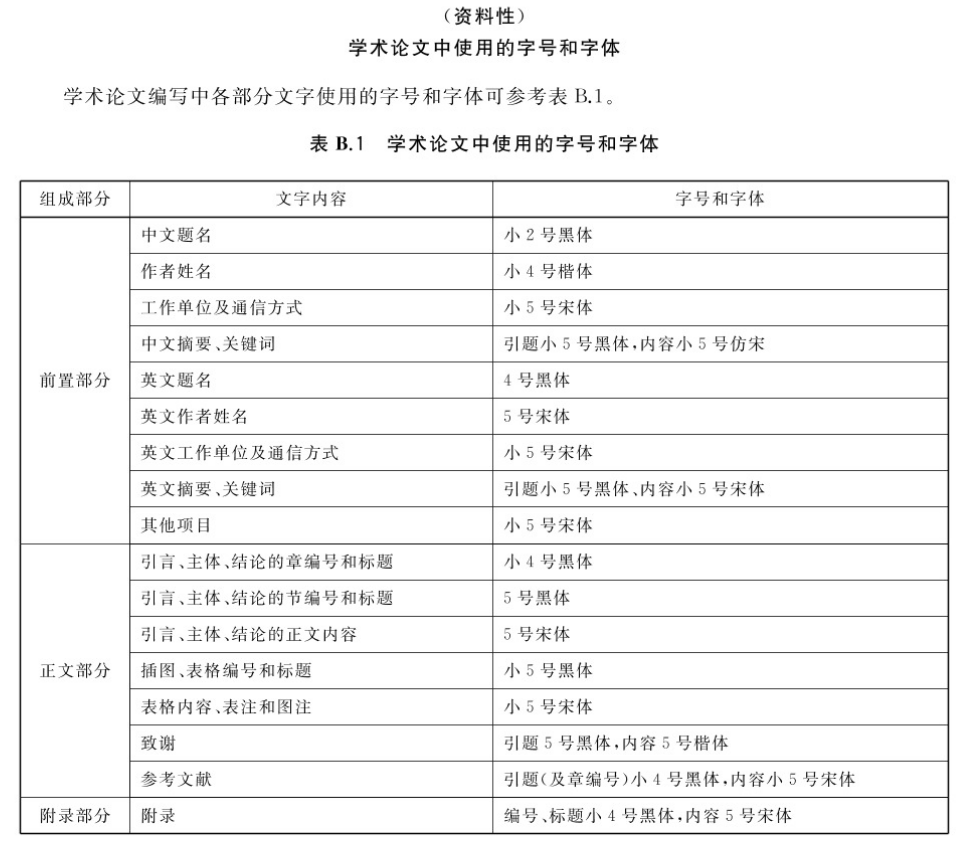 （资料性）
学术论文中使用的字号和字体
学术论文编写中各部分文字使用的字号和字体可参考表 B.1。
表 B.1 学术论文中使用的字号和字体
组成部分 文字内容 字号和字体
中文题名 小 2 号黑体
作者姓名 小 4 号楷体
工作单位及通信方式 小 5 号宋体
中文摘要、关键词 引题小 5 号黑体，内容小 5 号仿宋
前置部分 英文题名 4 号黑体
英文作者姓名 5 号宋体
英文工作单位及通信方式 小 5 号宋体
英文摘要、关键词 引题小 5 号黑体、内容小 5 号宋体
其他项目 小 5 号宋体
引言、主体、结论的章编号和标题 小 4 号黑体
引言、主体、结论的节编号和标题 5 号黑体
引言、主体、结论的正文内容 5 号宋体
正文部分 插图、表格编号和标题 小 5 号黑体
表格内容、表注和图注 小 5 号宋体
致谢 引题 5 号黑体，内容 5 号楷体
参考文献 引题（及章编号）小 4 号黑体，内容小 5 号宋体
附录部分 附录 编号、标题小 4 号黑体，内容 5 号宋体